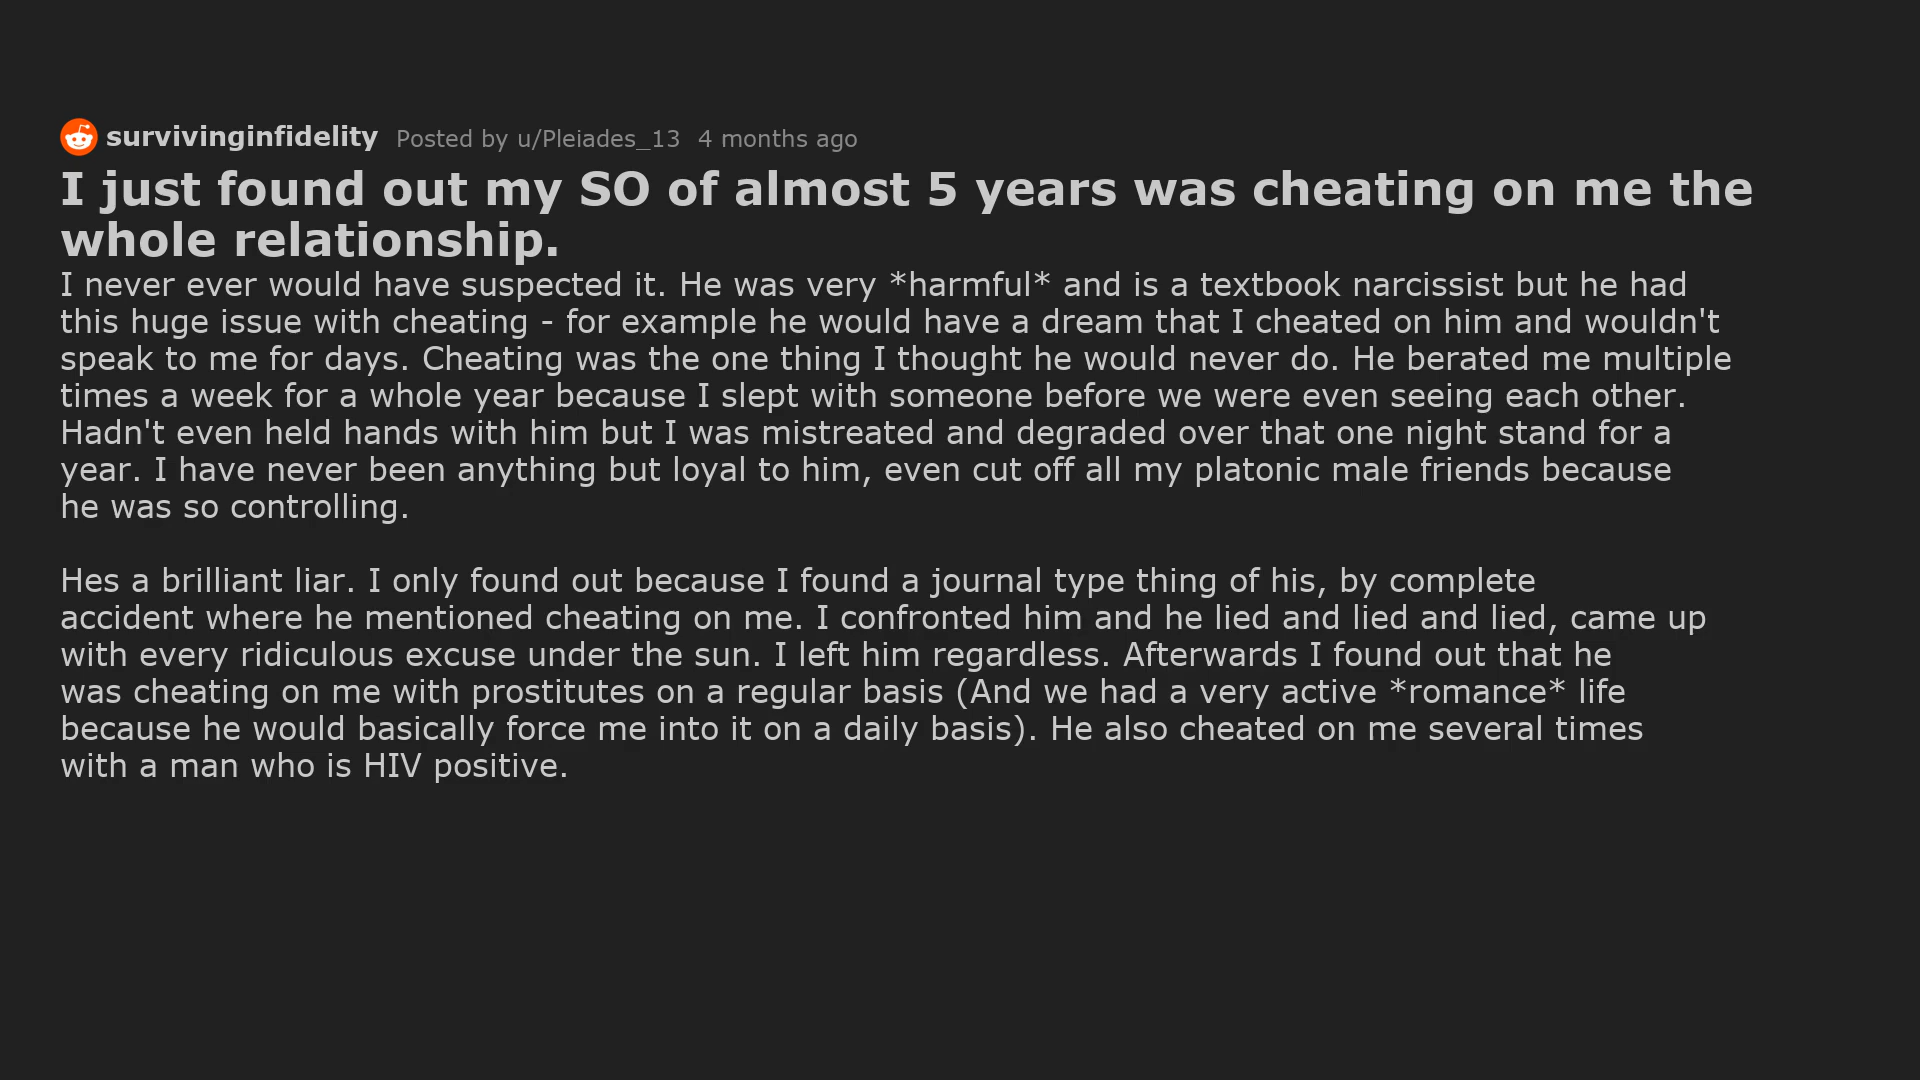 survivinginfidelity Posted by u/Pleiades_13 4 months ago
I just found out my SO of almost 5 years was cheating on me the
whole relationship.
I never ever would have suspected it. He was very *harmful* and is a textbook narcissist but he had
this huge issue with cheating - for example he would have a dream that I cheated on him and wouldn't
speak to me for days. Cheating was the one thing I thought he would never do. He berated me multiple
times a week for a whole year because I slept with someone before we were even seeing each other.
Hadn't even held hands with him but I was mistreated and degraded over that one night stand for a
year. I have never been anything but loyal to him, even cut off all my platonic male friends because
he was so controlling.
Hes a brilliant liar. I only found out because I found a journal type thing of his, by complete
accident where he mentioned cheating on me. I confronted him and he lied and lied and lied, came up
with every ridiculous excuse under the sun. I left him regardless. Afterwards I found out that he
was cheating on me with prostitutes on a regular basis (And we had a very active *romance* life
because he would basically force me into it on a daily basis). He also cheated on me several times
with a man who is HIV positive.